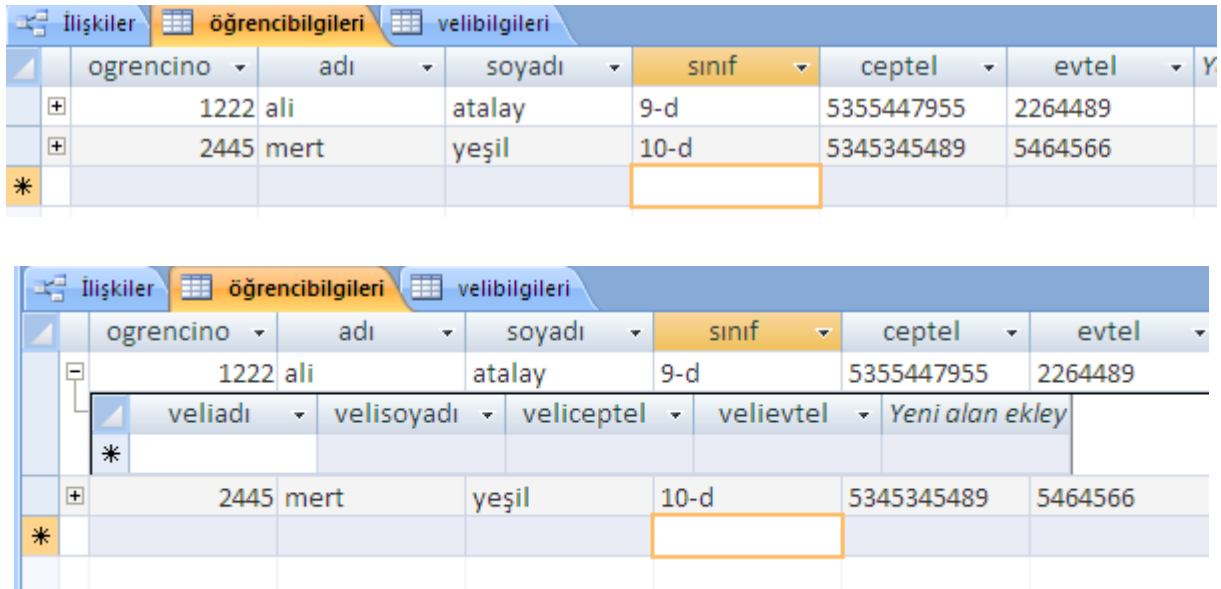 İlişkiler öğrencibilgileri velibilgileri
ogrencino adı soyadı sınıf ceptel evtel
1222 ali atalay 9-d 5355447955 2264489
2445 mert yeşil 10-d 5345345489 5464566
İlişkiler öğrencibilgileri velibilgileri
ogrencino adı soyadı sınıf ceptel evtel
1222 ali atalay 9-d 5355447955 2264489
veliadı velisoyadı veliceptel velievtel Yeni alan ekley
2445 mert yeşil 10-d 5345345489 5464566